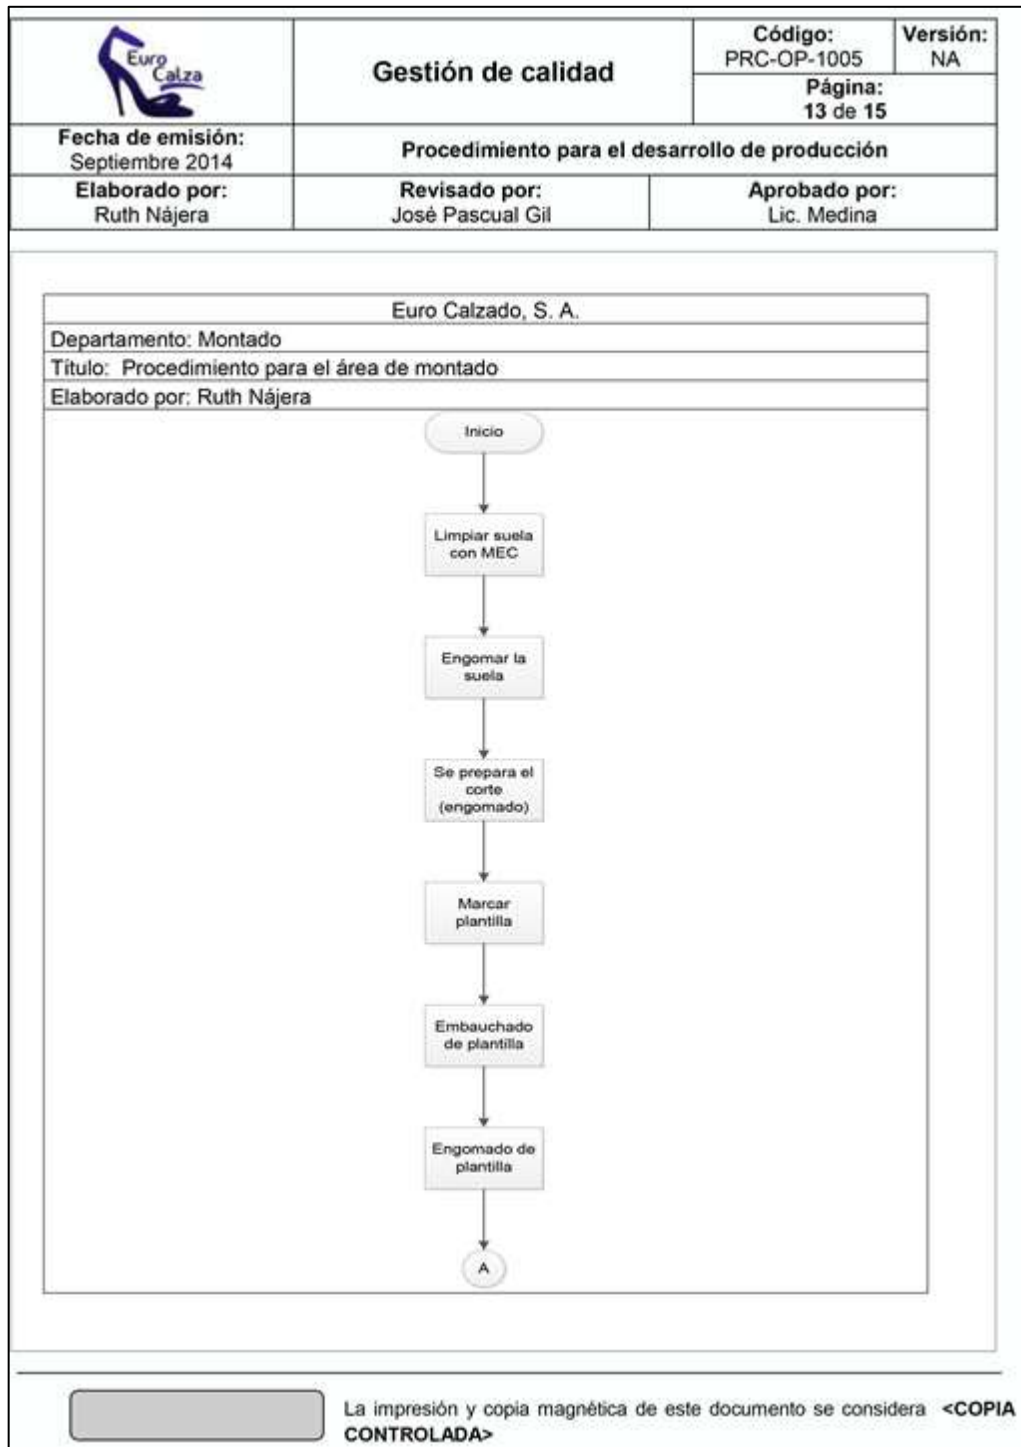 Euro
Calza
Gestión de calidad
Código:
PRC-OP-1005
Versión:
NA
Página:
13 de 15
Fecha de emisión:
Septiembre 2014
Procedimiento para el desarrollo de producción
Elaborado por:
Ruth Nájera
Revisado por:
José Pascual Gil
Aprobado por:
Lic. Medina
Euro Calzado, S. A.
Departamento: Montado
Título: Procedimiento para el área de montado
Elaborado por: Ruth Nájera
Inicio
Limpiar suela
con MEC
Engomar la
suela
Se prepara el
corte
(engomado)
Marcar
plantilla
Embauchado
de plantilla
Engomado de
plantilla
A
La impresión y copia magnética de este documento se considera <COPIA
CONTROLADA>